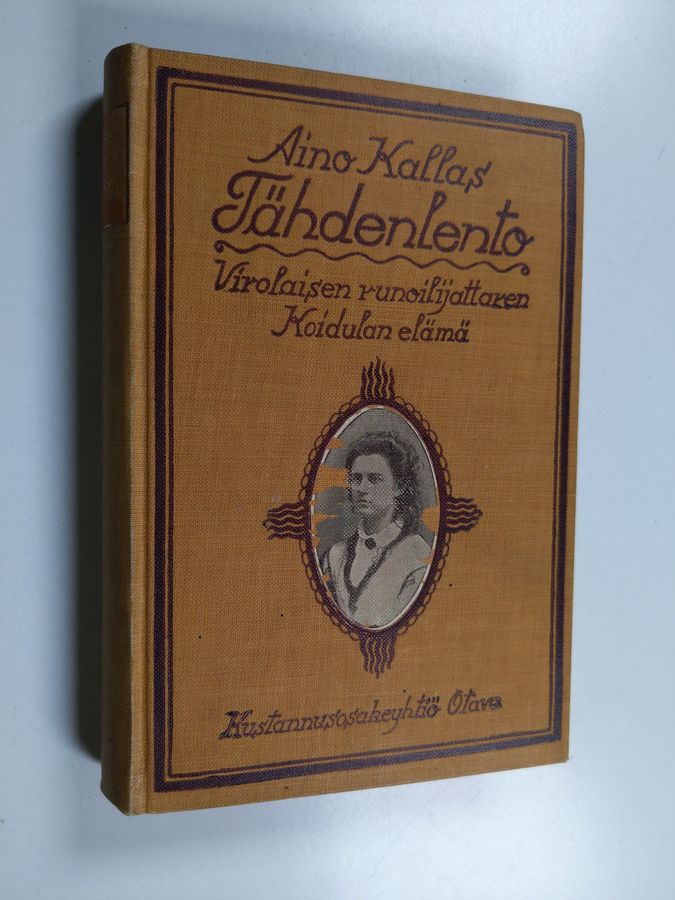 Aino Kallas
Tähdenlento
Virolaisen runoilijattaren
Koidulan elämä
Kustannusosakeyhtiö Otava